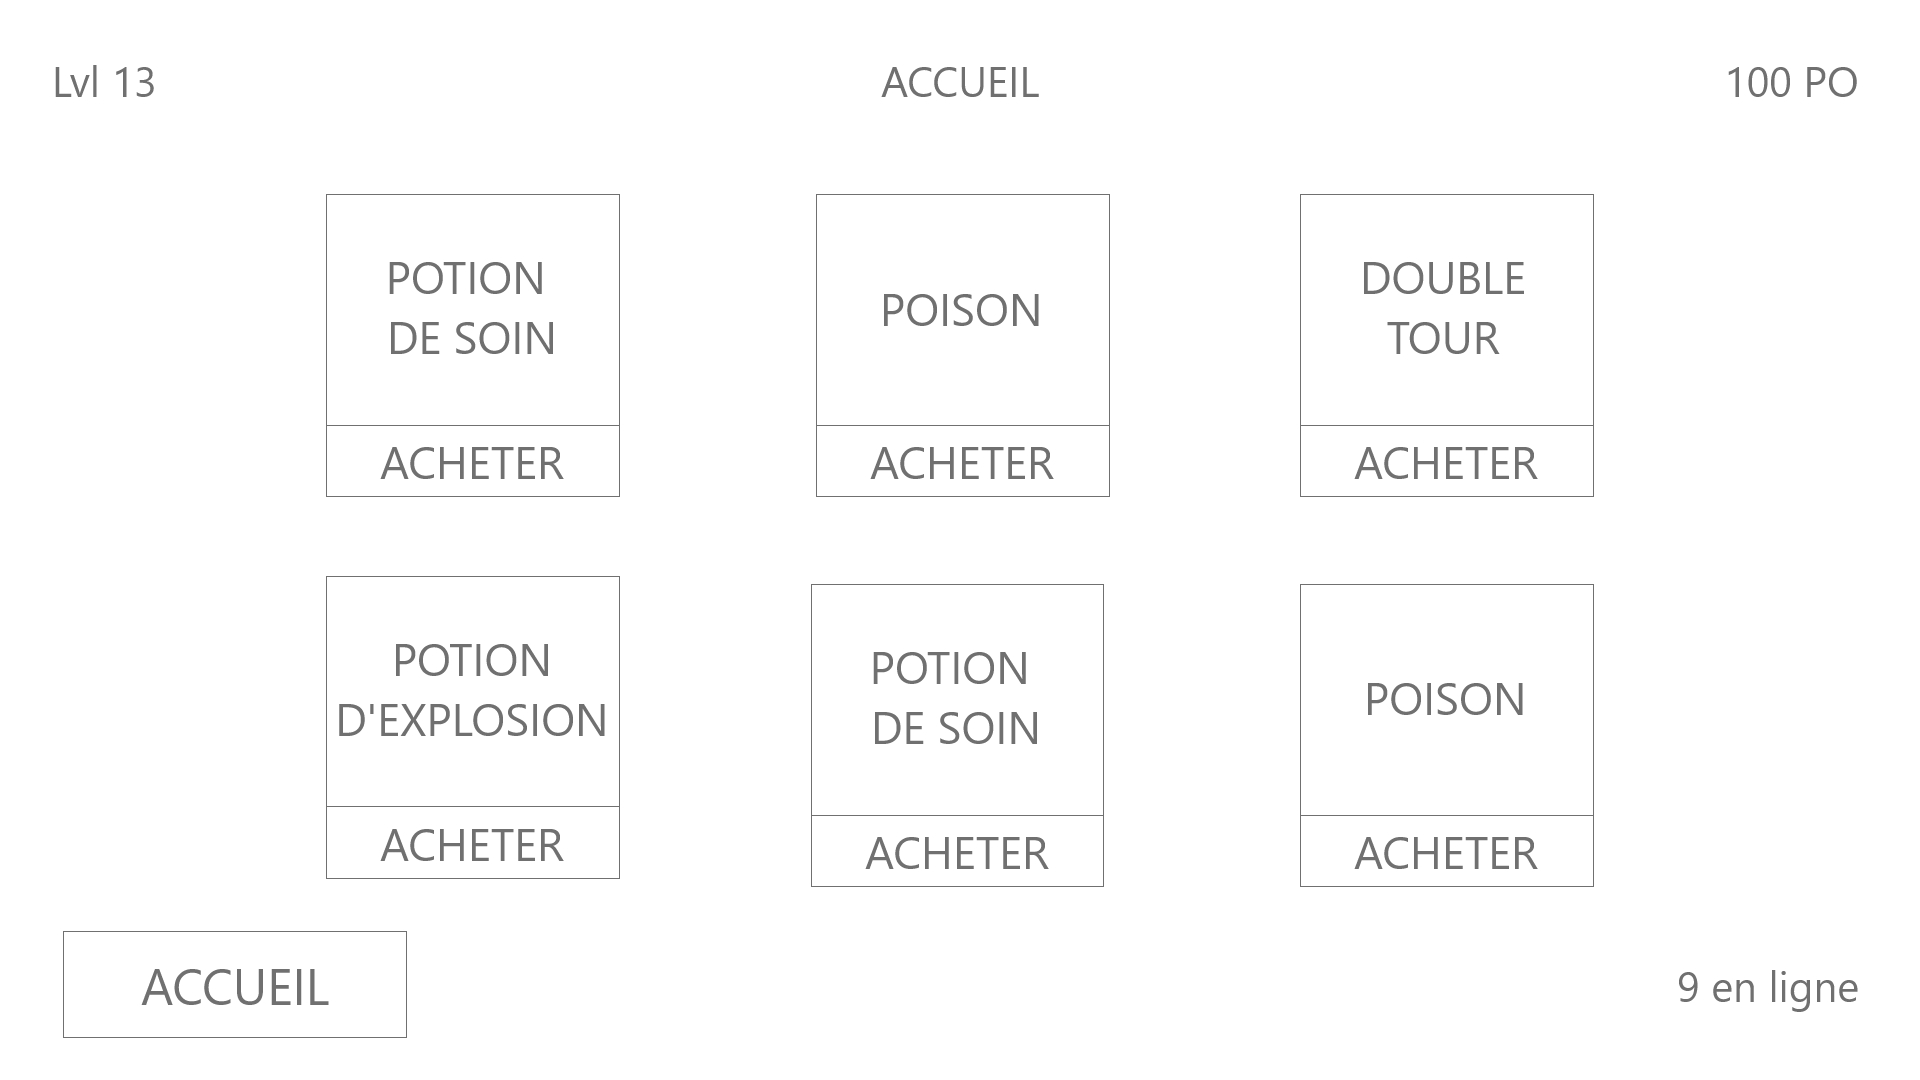 Lvl 13
ACCUEIL
100 PO
POTION
DE SOIN
ACHETER
POISON
ACHETER
DOUBLE
TOUR
ACHETER
POTION
D'EXPLOSION
ACHETER
POTION
DE SOIN
ACHETER
POISON
ACHETER
ACCUEIL
9 en ligne